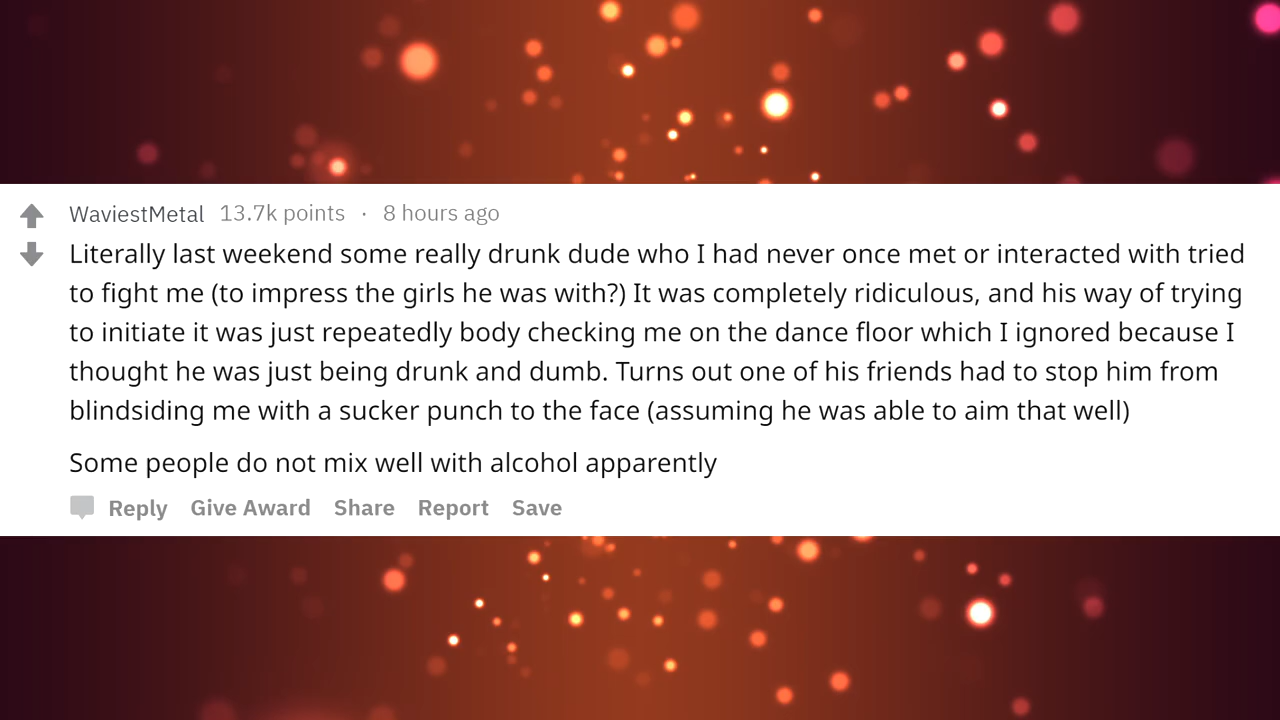 WaviestMetal 13.7k points · 8 hours ago
Literally last weekend some really drunk dude who I had never once met or interacted with tried
to fight me (to impress the girls he was with?) It was completely ridiculous, and his way of trying
to initiate it was just repeatedly body checking me on the dance floor which I ignored because I
thought he was just being drunk and dumb. Turns out one of his friends had to stop him from
blindsiding me with a sucker punch to the face (assuming he was able to aim that well)
Some people do not mix well with alcohol apparently
Reply Give Award Share Report Save